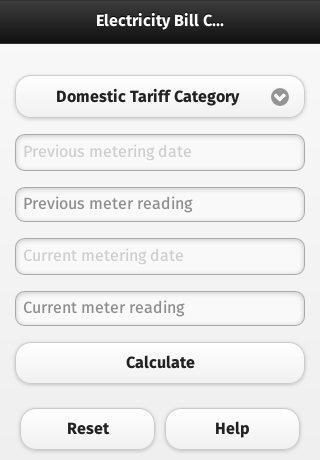 Electricity Bill C...
Domestic Tariff Category
Previous metering date
Previous meter reading
Current metering date
Current meter reading
Calculate
Reset Help